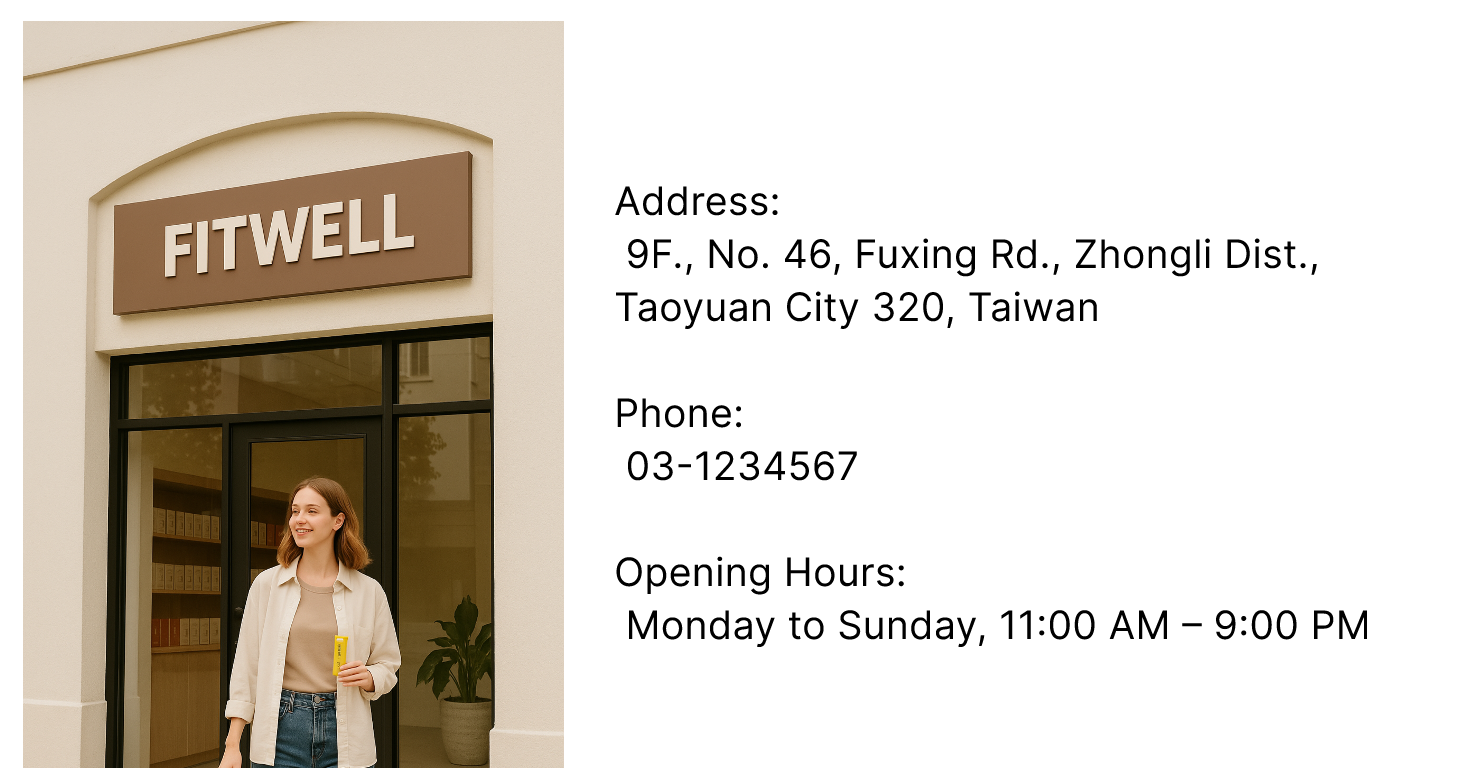 FITWELL
Address:
9F., No. 46, Fuxing Rd., Zhongli Dist.,
Taoyuan City 320, Taiwan
Phone:
03-1234567
Opening Hours:
Monday to Sunday, 11:00 AM – 9:00 PM